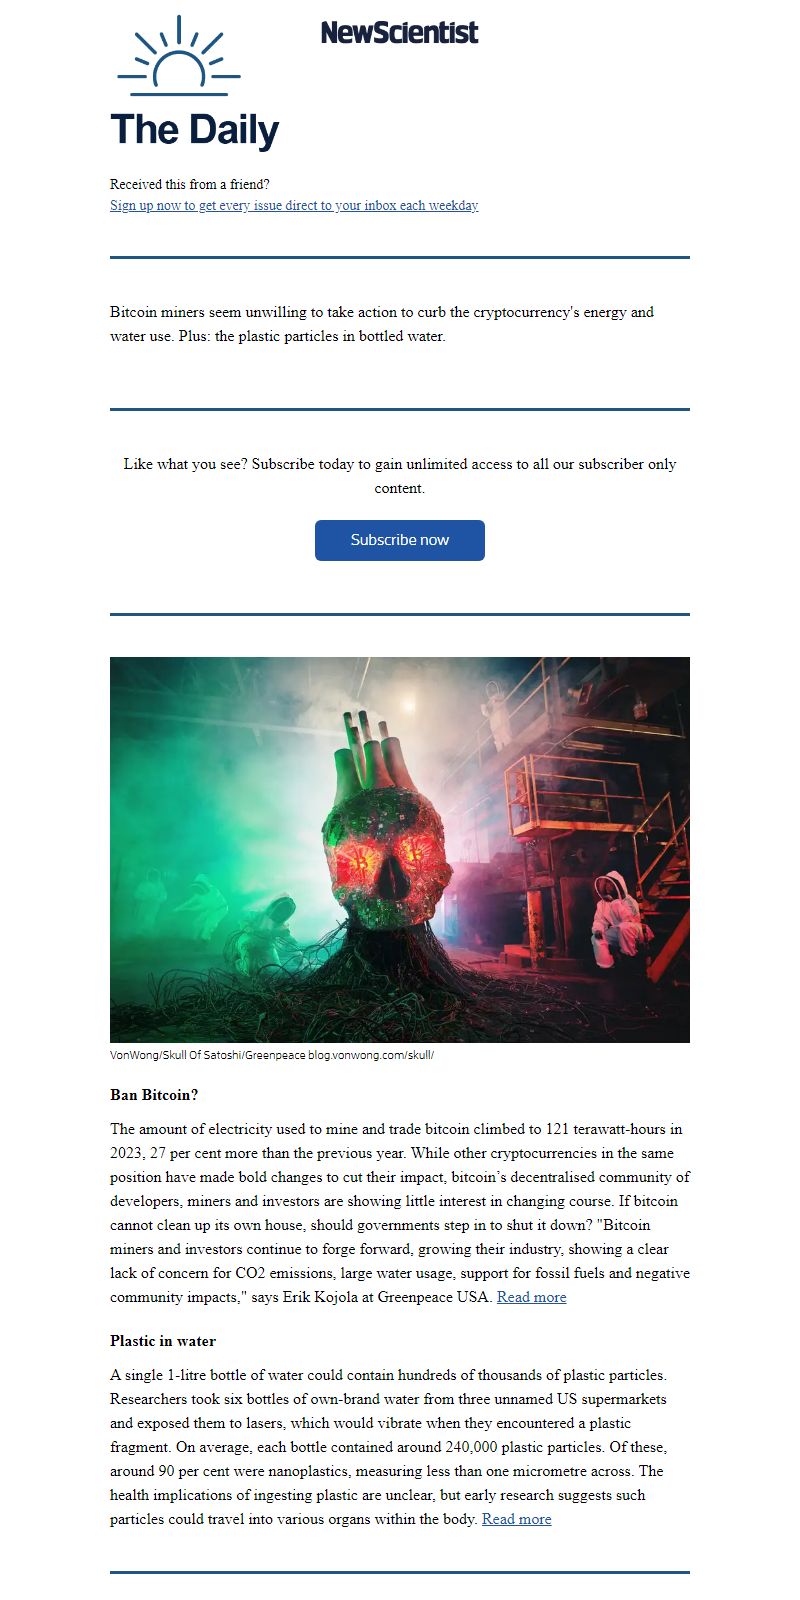 NewScientist
The Daily
Received this from a friend?
Sign up now to get every issue direct to your inbox each weekday
Bitcoin miners seem unwilling to take action to curb the cryptocurrency's energy and
water use. Plus: the plastic particles in bottled water.
Like what you see? Subscribe today to gain unlimited access to all our subscriber only
content.
Subscribe now
VonWong/Skull Of Satoshi/Greenpeace blog.vonwong.com/skull/
Ban Bitcoin?
The amount of electricity used to mine and trade bitcoin climbed to 121 terawatt-hours in
2023, 27 per cent more than the previous year. While other cryptocurrencies in the same
position have made bold changes to cut their impact, bitcoin’s decentralised community of
developers, miners and investors are showing little interest in changing course. If bitcoin
cannot clean up its own house, should governments step in to shut it down? "Bitcoin
miners and investors continue to forge forward, growing their industry, showing a clear
lack of concern for CO2 emissions, large water usage, support for fossil fuels and negative
community impacts," says Erik Kojola at Greenpeace USA. Read more
Plastic in water
A single 1-litre bottle of water could contain hundreds of thousands of plastic particles.
Researchers took six bottles of own-brand water from three unnamed US supermarkets
and exposed them to lasers, which would vibrate when they encountered a plastic
fragment. On average, each bottle contained around 240,000 plastic particles. Of these,
around 90 per cent were nanoplastics, measuring less than one micrometre across. The
health implications of ingesting plastic are unclear, but early research suggests such
particles could travel into various organs within the body. Read more